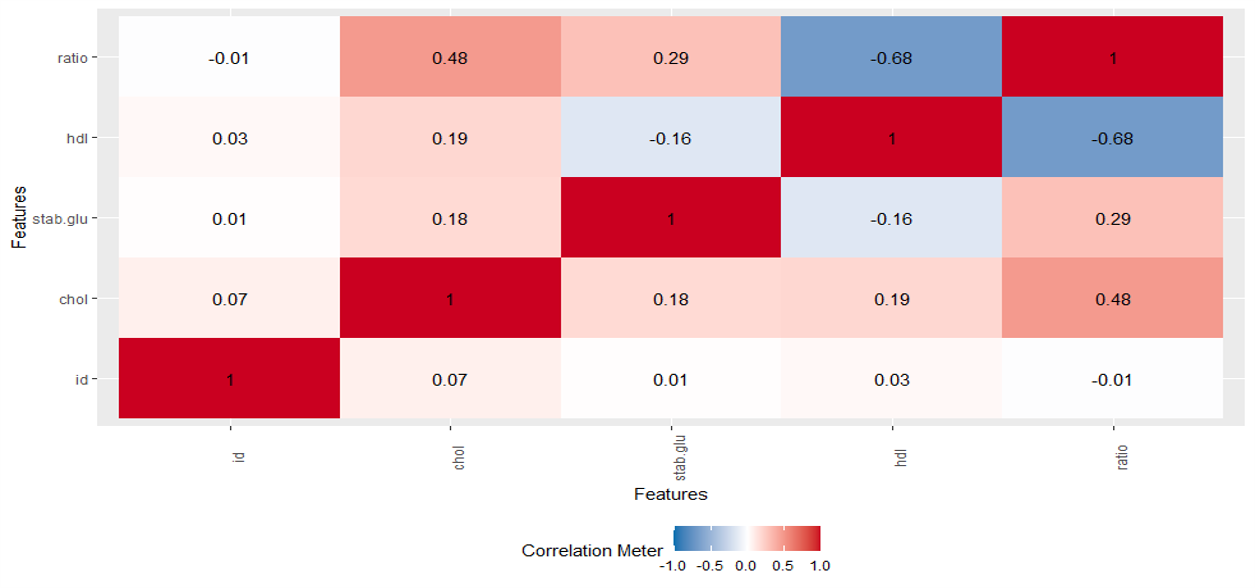 ratio -0.01 0.48 0.29 -0.68 1
hdl 0.03 0.19 -0.16 1 -0.68
stab.glu 0.01 0.18 1 -0.16 0.29
chol 0.07 1 0.18 0.19 0.48
id 1 0.07 0.01 0.03 -0.01
Features
id chol stab.glu hdl ratio
Features
Correlation Meter
-1.0 -0.5 0.0 0.5 1.0